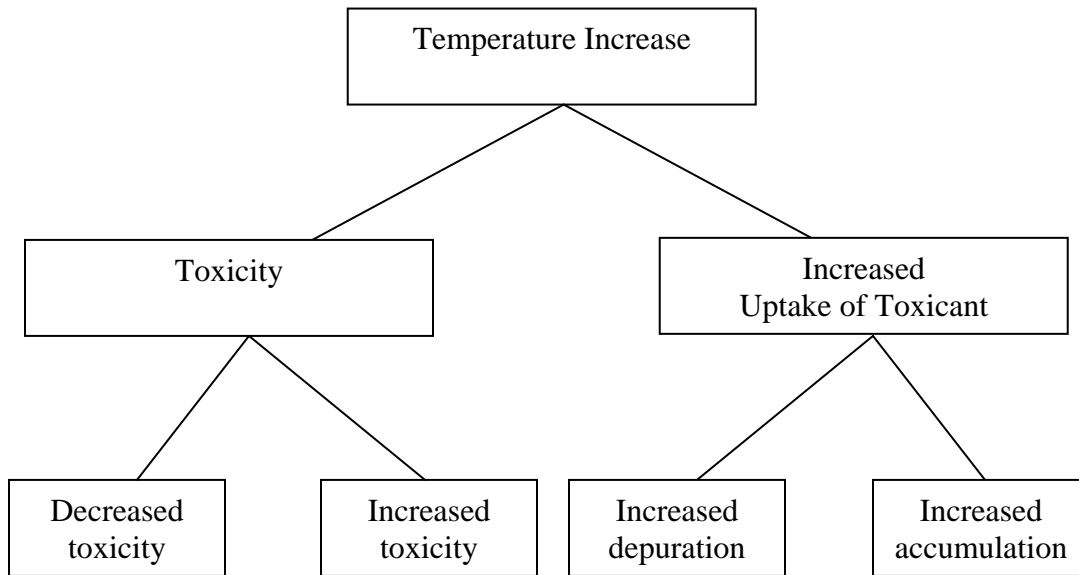 Temperature Increase
Toxicity
Increased
Uptake of Toxicant
Decreased
toxicity
Increased
toxicity
Increased
depuration
Increased
accumulation